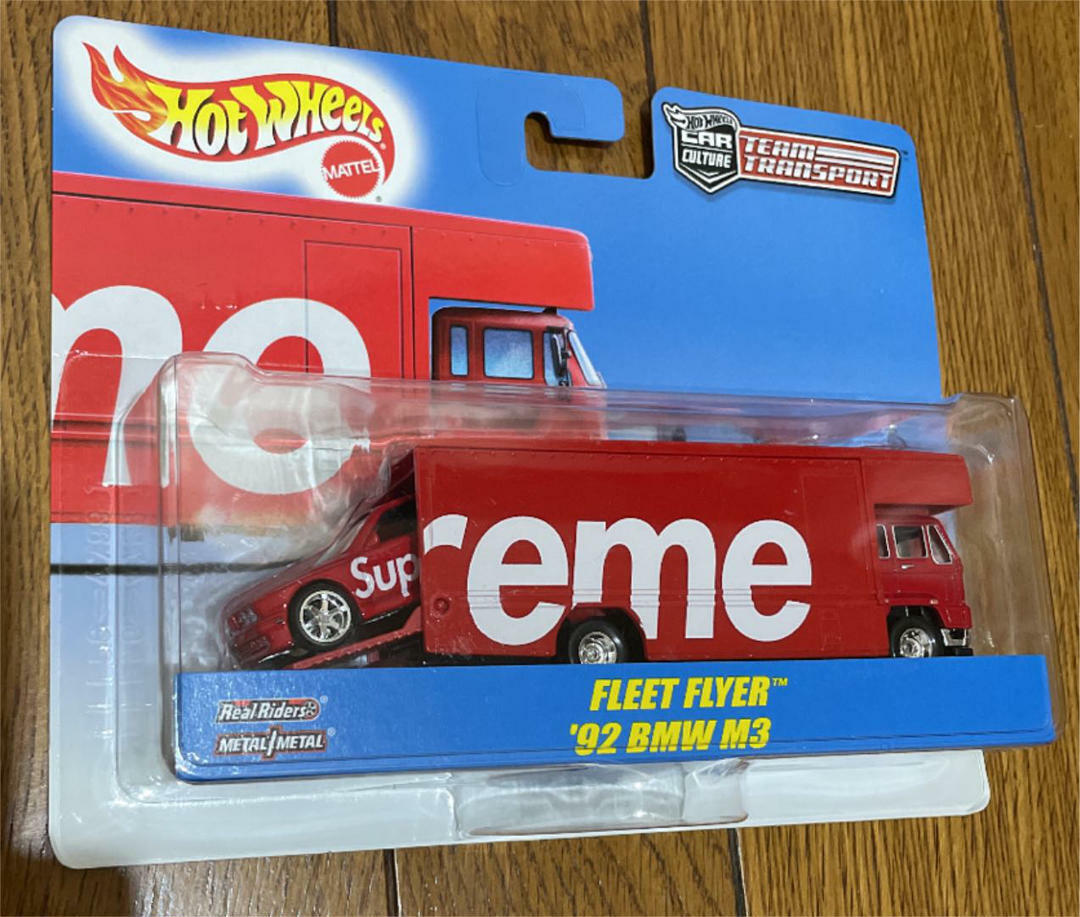 Hot Wheels
MATTEL
®
Hot Wheels
CAR
CULTURE
TEAM
TRANSPORT™
me
Sup
reme
Real Riders®
METAL/METAL®
FLEET FLYER™
'92 BMW M3